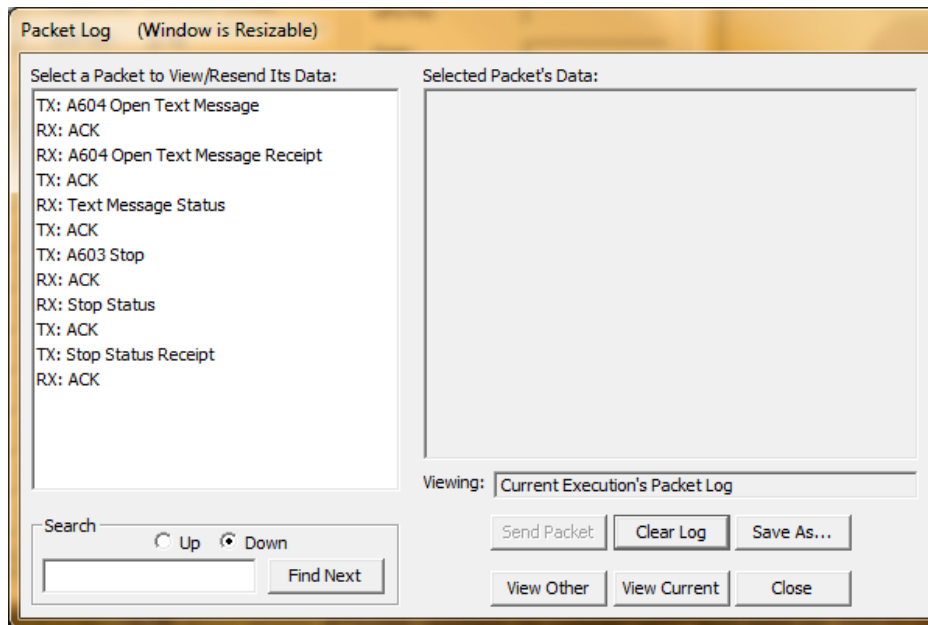 Packet Log (Window is Resizable)
Select a Packet to View/Resend Its Data:
TX: A604 Open Text Message
RX: ACK
RX: A604 Open Text Message Receipt
TX: ACK
RX: Text Message Status
TX: ACK
TX: A603 Stop
RX: ACK
RX: Stop Status
TX: ACK
TX: Stop Status Receipt
RX: ACK
Selected Packet's Data:
Viewing: Current Execution's Packet Log
Search
Up Down
Find Next
Send Packet Clear Log Save As...
View Other View Current Close